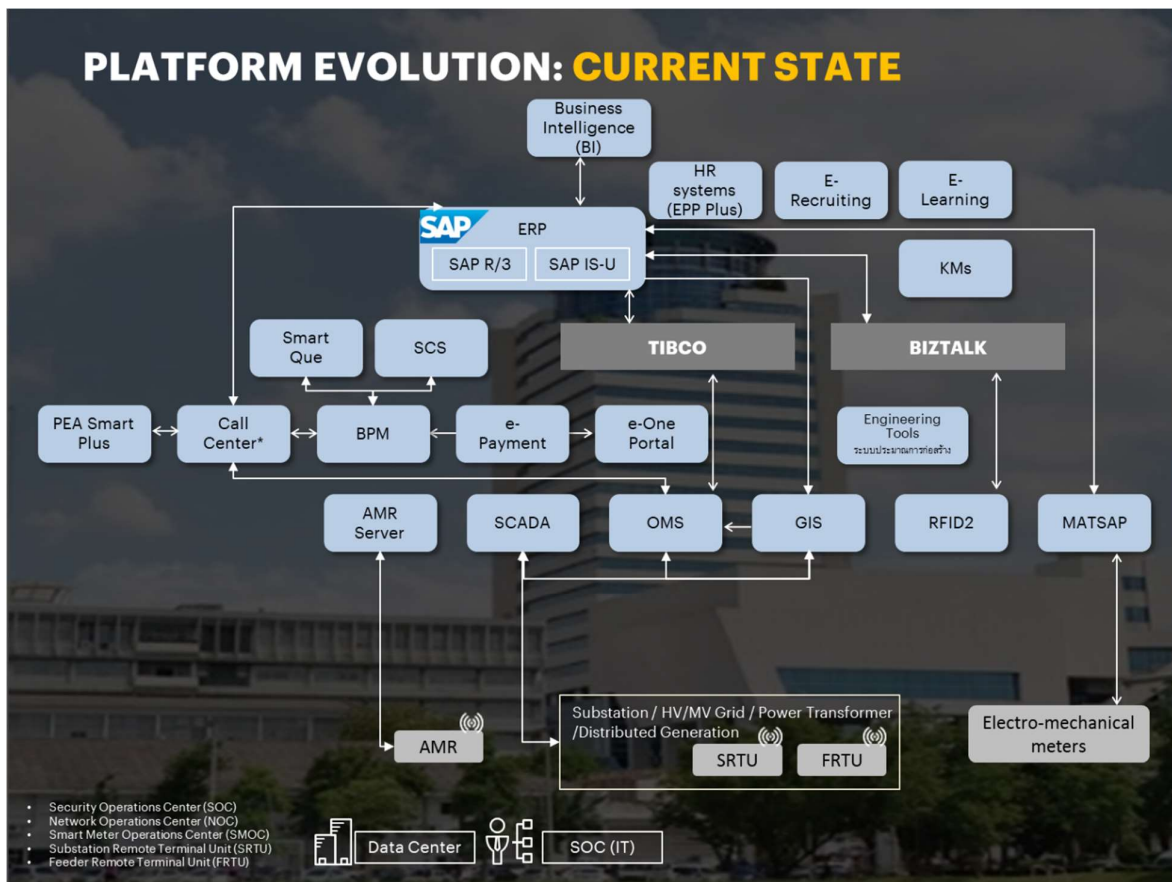 PLATFORM EVOLUTION: CURRENT STATE
Business
Intelligence
(BI)
HR
systems
(EPP Plus)
E-
Recruiting
E-
Learning
SAP
ERP
SAP R/3
SAP IS-U
KMs
Smart
Que
SCS
TIBCO
BIZTALK
PEA Smart
Plus
Call
Center*
BPM
e-
Payment
e-One
Portal
Engineering
Tools
ระบบประมาณการก่อสร้าง
AMR
Server
SCADA
OMS
GIS
RFID2
MATSAP
Substation / HV/MV Grid / Power Transformer
/Distributed Generation
AMR
SRTU
FRTU
Electro-mechanical
meters
• Security Operations Center (SOC)
• Network Operations Center (NOC)
• Smart Meter Operations Center (SMOC)
• Substation Remote Terminal Unit (SRTU)
• Feeder Remote Terminal Unit (FRTU)
Data Center
SOC (IT)